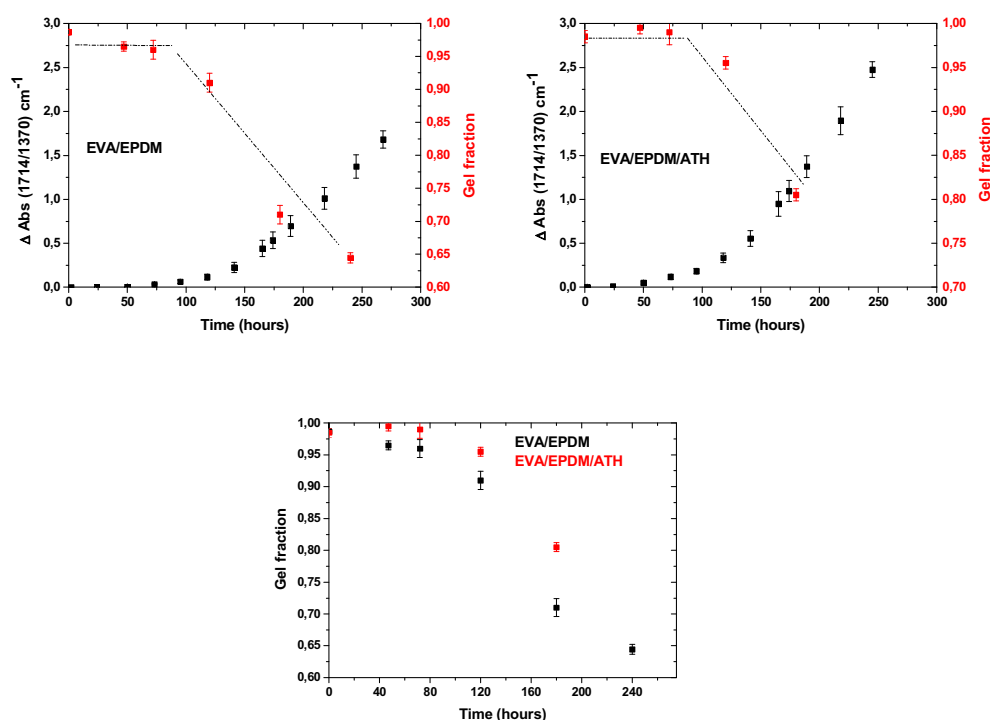 3,0
2,5
2,0
1,5
1,0
0,5
0,0
Δ Abs (1714/1370) cm⁻¹
EVA/EPDM
1,00
0,95
0,90
0,85
0,80
0,75
0,70
0,65
0,60
Gel fraction
0 50 100 150 200 250 300
Time (hours)
3,0
2,5
2,0
1,5
1,0
0,5
0,0
Δ Abs (1714/1370) cm⁻¹
EVA/EPDM/ATH
1,00
0,95
0,90
0,85
0,80
0,75
0,70
Gel fraction
0 50 100 150 200 250 300
Time (hours)
1,00
0,95
0,90
0,85
0,80
0,75
0,70
0,65
0,60
Gel fraction
EVA/EPDM
EVA/EPDM/ATH
0 40 80 120 160 200 240
Time (hours)